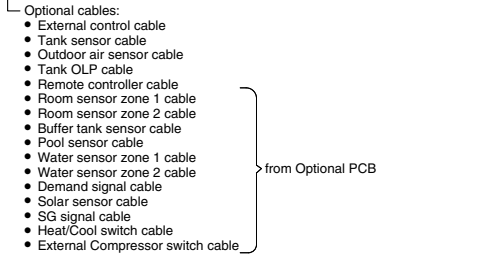 Optional cables:
• External control cable
• Tank sensor cable
• Outdoor air sensor cable
• Tank OLP cable
• Remote controller cable
• Room sensor zone 1 cable
• Room sensor zone 2 cable
• Buffer tank sensor cable
• Pool sensor cable
• Water sensor zone 1 cable
• Water sensor zone 2 cable
• Demand signal cable
• Solar sensor cable
• SG signal cable
• Heat/Cool switch cable
• External Compressor switch cable
from Optional PCB